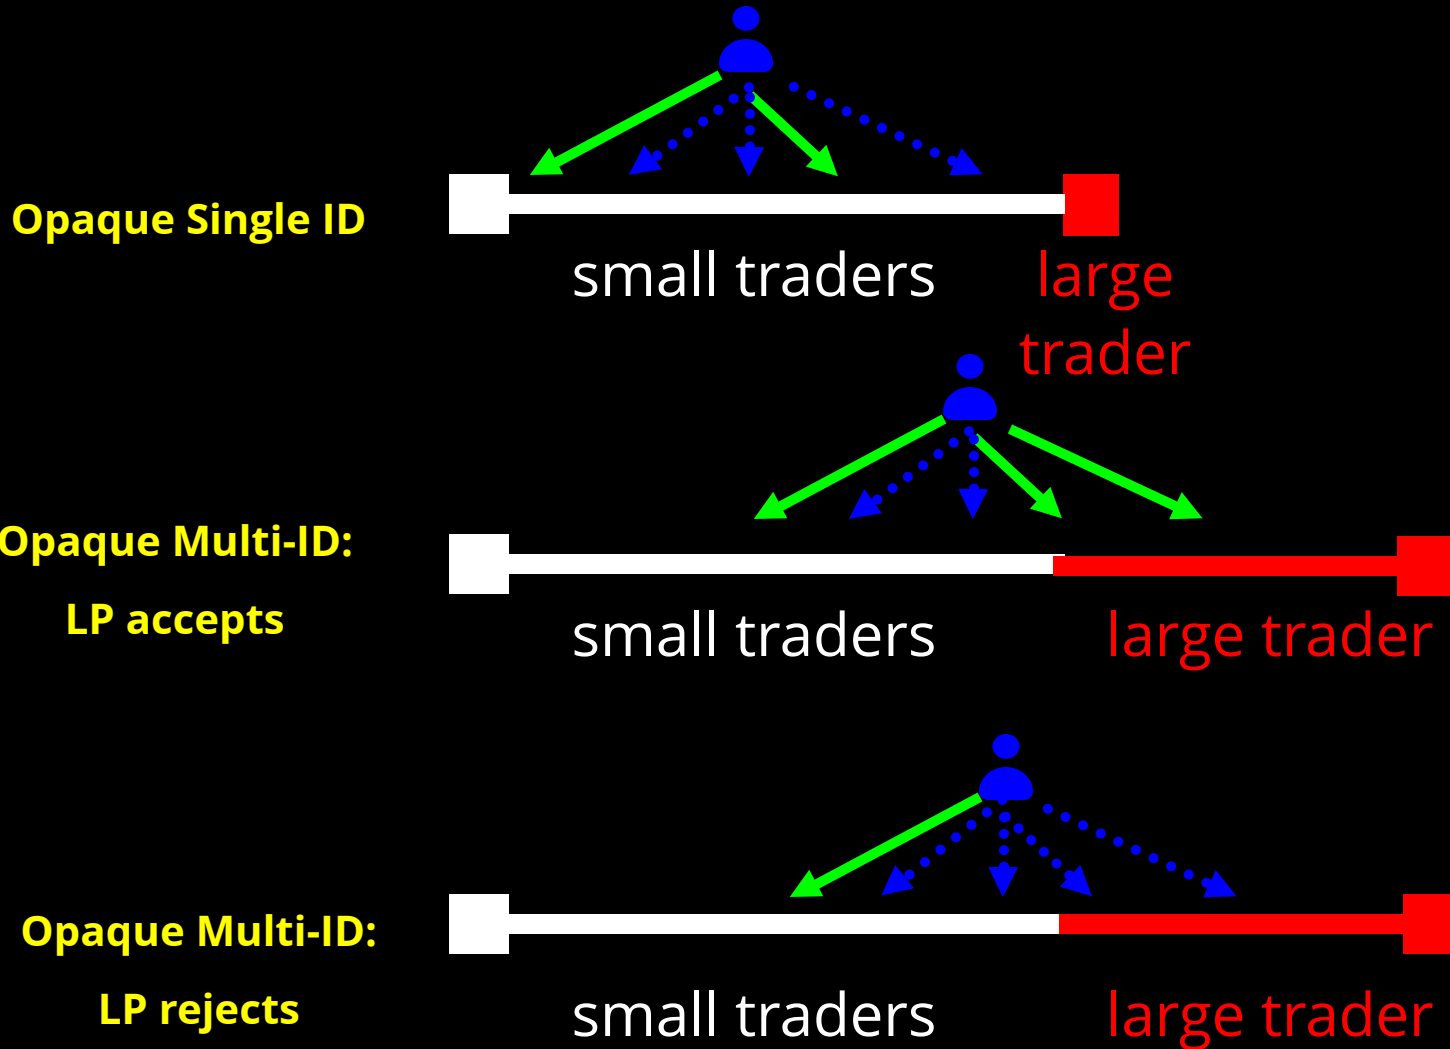 Opaque Single ID
small traders
large
trader
Opaque Multi-ID:
LP accepts
small traders
large trader
Opaque Multi-ID:
LP rejects
small traders
large trader